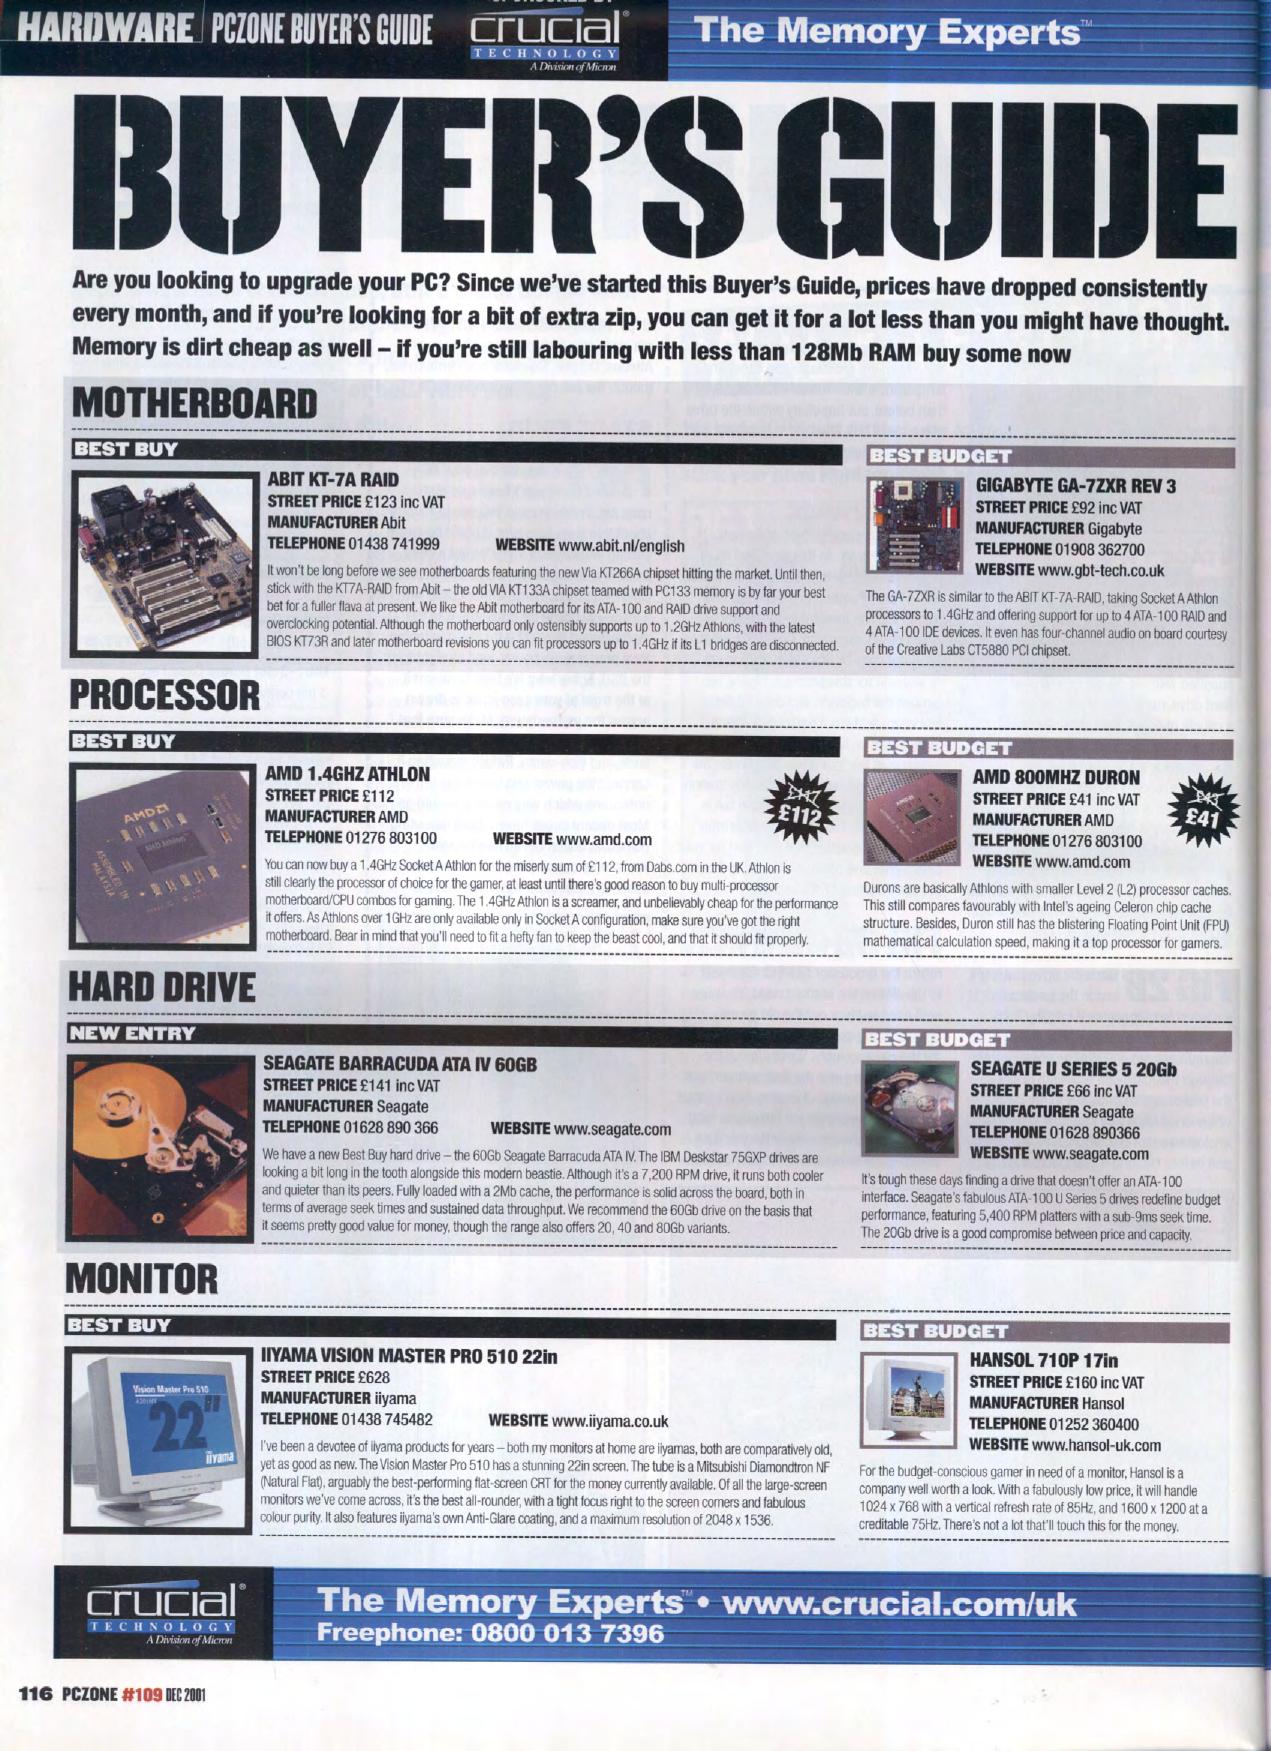 HARDWARE PCZONE BUYER'S GUIDE
crucial®
TECHNOLOGY
A Division of Micron
The Memory Experts™
BUYER'S GUIDE
Are you looking to upgrade your PC? Since we've started this Buyer's Guide, prices have dropped consistently
every month, and if you're looking for a bit of extra zip, you can get it for a lot less than you might have thought.
Memory is dirt cheap as well – if you're still labouring with less than 128Mb RAM buy some now
MOTHERBOARD
BEST BUY
ABIT KT-7A RAID
STREET PRICE £123 inc VAT
MANUFACTURER Abit
TELEPHONE 01438 741999 WEBSITE www.abit.nl/english
It won't be long before we see motherboards featuring the new Via KT266A chipset hitting the market. Until then,
stick with the KT7A-RAID from Abit – the old VIA KT133A chipset teamed with PC133 memory is by far your best
bet for a fuller flava at present. We like the Abit motherboard for its ATA-100 and RAID drive support and
overclocking potential. Although the motherboard only ostensibly supports up to 1.2GHz Athlons, with the latest
BIOS KT73R and later motherboard revisions you can fit processors up to 1.4GHz if its L1 bridges are disconnected.
BEST BUDGET
GIGABYTE GA-7ZXR REV 3
STREET PRICE £92 inc VAT
MANUFACTURER Gigabyte
TELEPHONE 01908 362700
WEBSITE www.gbt-tech.co.uk
The GA-7ZXR is similar to the ABIT KT-7A-RAID, taking Socket A Athlon
processors to 1.4GHz and offering support for up to 4 ATA-100 RAID and
4 ATA-100 IDE devices. It even has four-channel audio on board courtesy
of the Creative Labs CT5880 PCI chipset.
PROCESSOR
BEST BUY
AMD
AMD Athlon
ASSEMBLED IN
MALAYSIA
AMD 1.4GHZ ATHLON
STREET PRICE £112
MANUFACTURER AMD
TELEPHONE 01276 803100 WEBSITE www.amd.com
£112
You can now buy a 1.4GHz Socket A Athlon for the miserly sum of £112, from Dabs.com in the UK. Athlon is
still clearly the processor of choice for the gamer, at least until there's good reason to buy multi-processor
motherboard/CPU combos for gaming. The 1.4GHz Athlon is a screamer, and unbelievably cheap for the performance
it offers. As Athlons over 1GHz are only available only in Socket A configuration, make sure you've got the right
motherboard. Bear in mind that you'll need to fit a hefty fan to keep the beast cool, and that it should fit properly.
BEST BUDGET
AMD 800MHZ DURON
STREET PRICE £41 inc VAT
MANUFACTURER AMD
TELEPHONE 01276 803100
WEBSITE www.amd.com
£43
£41
Durons are basically Athlons with smaller Level 2 (L2) processor caches.
This still compares favourably with Intel's ageing Celeron chip cache
structure. Besides, Duron still has the blistering Floating Point Unit (FPU)
mathematical calculation speed, making it a top processor for gamers.
HARD DRIVE
NEW ENTRY
SEAGATE BARRACUDA ATA IV 60GB
STREET PRICE £141 inc VAT
MANUFACTURER Seagate
TELEPHONE 01628 890 366 WEBSITE www.seagate.com
We have a new Best Buy hard drive – the 60Gb Seagate Barracuda ATA IV. The IBM Deskstar 75GXP drives are
looking a bit long in the tooth alongside this modern beastie. Although it's a 7,200 RPM drive, it runs both cooler
and quieter than its peers. Fully loaded with a 2Mb cache, the performance is solid across the board, both in
terms of average seek times and sustained data throughput. We recommend the 60Gb drive on the basis that
it seems pretty good value for money, though the range also offers 20, 40 and 80Gb variants.
BEST BUDGET
SEAGATE U SERIES 5 20Gb
STREET PRICE £66 inc VAT
MANUFACTURER Seagate
TELEPHONE 01628 890366
WEBSITE www.seagate.com
It's tough these days finding a drive that doesn't offer an ATA-100
interface. Seagate's fabulous ATA-100 U Series 5 drives redefine budget
performance, featuring 5,400 RPM platters with a sub-9ms seek time.
The 20Gb drive is a good compromise between price and capacity.
MONITOR
BEST BUY
Vision Master Pro 510
22"
iiyama
IIYAMA VISION MASTER PRO 510 22in
STREET PRICE £628
MANUFACTURER iiyama
TELEPHONE 01438 745482 WEBSITE www.iiyama.co.uk
I've been a devotee of iiyama products for years – both my monitors at home are iiyamas, both are comparatively old,
yet as good as new. The Vision Master Pro 510 has a stunning 22in screen. The tube is a Mitsubishi Diamondtron NF
(Natural Flat), arguably the best-performing flat-screen CRT for the money currently available. Of all the large-screen
monitors we've come across, it's the best all-rounder, with a tight focus right to the screen corners and fabulous
colour purity. It also features iiyama's own Anti-Glare coating, and a maximum resolution of 2048 x 1536.
BEST BUDGET
HANSOL 710P 17in
STREET PRICE £160 inc VAT
MANUFACTURER Hansol
TELEPHONE 01252 360400
WEBSITE www.hansol-uk.com
For the budget-conscious gamer in need of a monitor, Hansol is a
company well worth a look. With a fabulously low price, it will handle
1024 x 768 with a vertical refresh rate of 85Hz, and 1600 x 1200 at a
creditable 75Hz. There's not a lot that'll touch this for the money.
crucial®
TECHNOLOGY
A Division of Micron
The Memory Experts™ • www.crucial.com/uk
Freephone: 0800 013 7396
116 PCZONE #109 DEC 2001